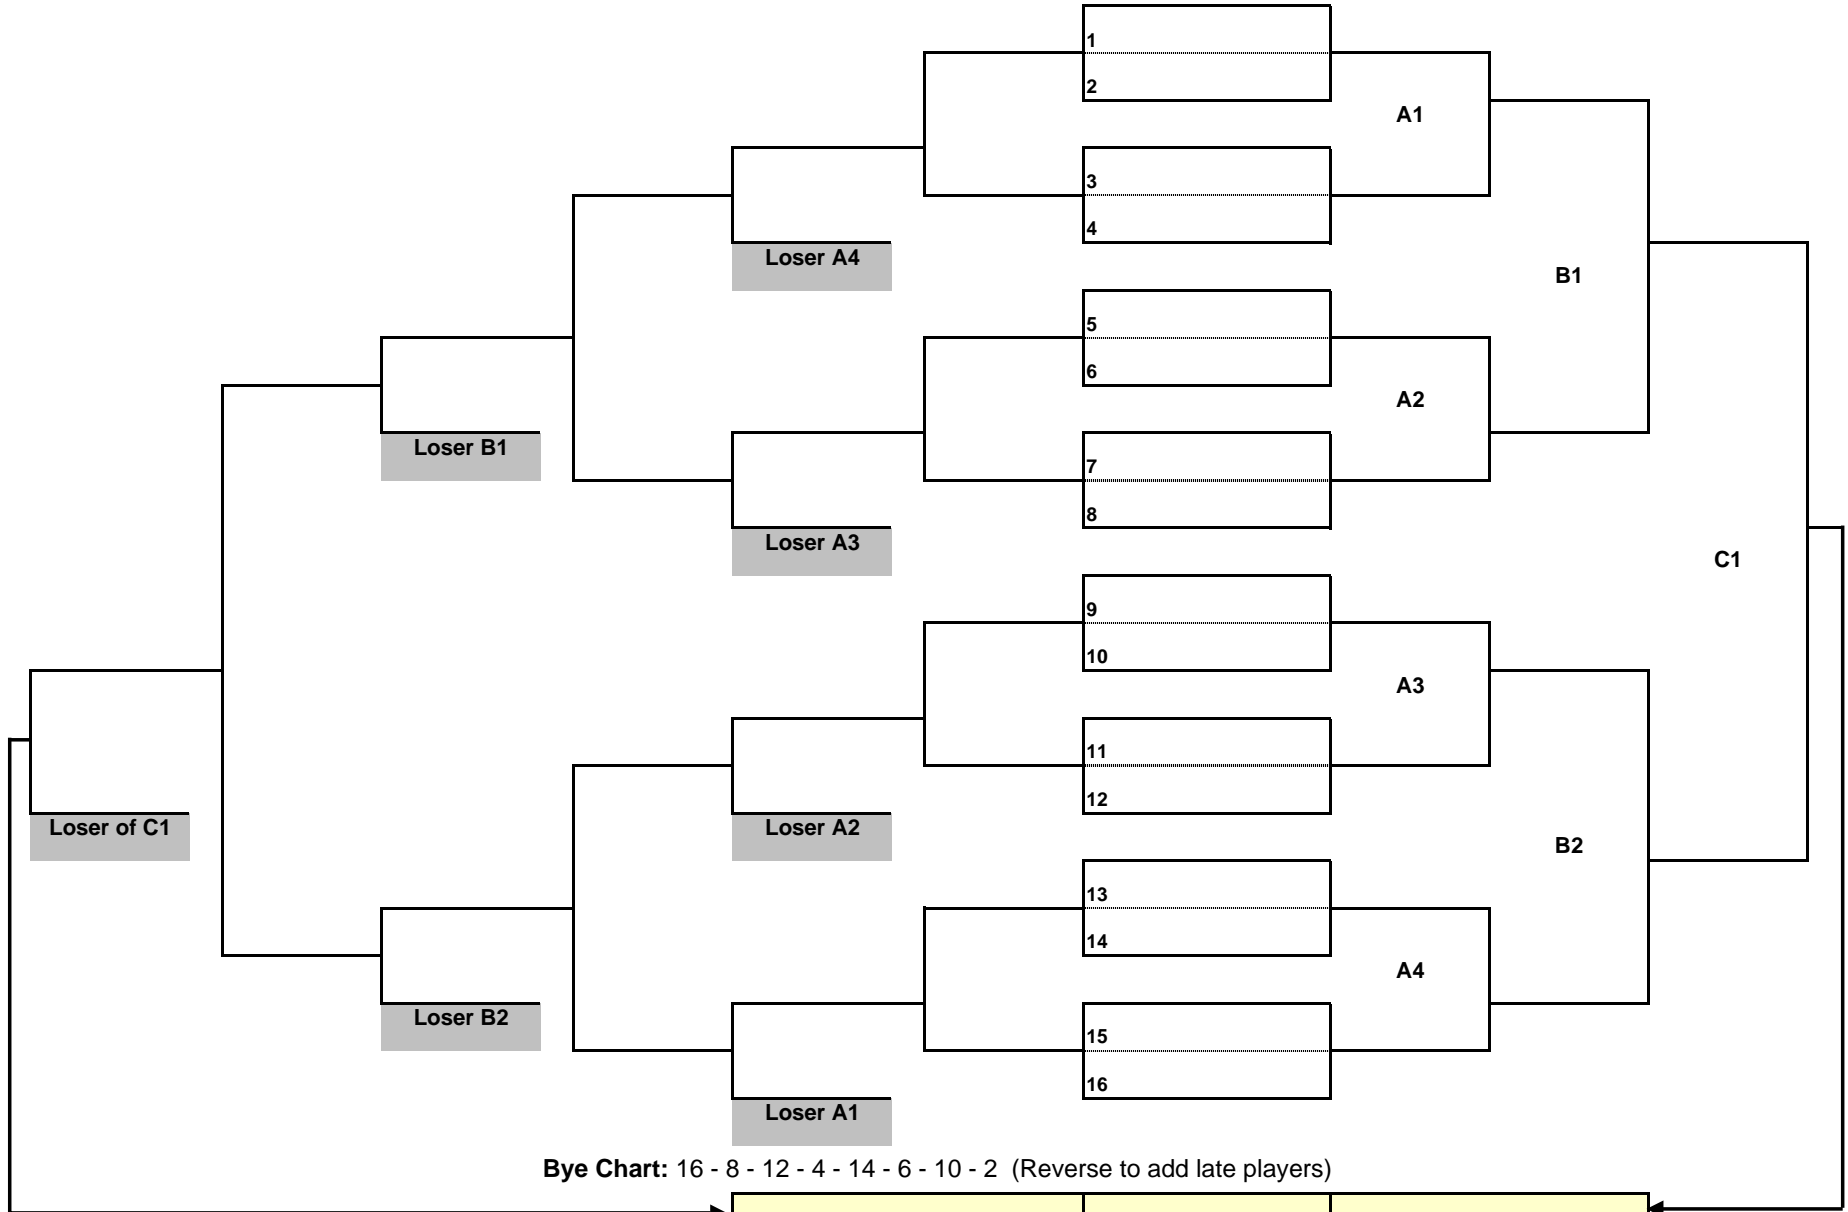 1
2
A1
3
4
Loser A4
B1
5
6
A2
Loser B1
7
8
Loser A3
C1
9
10
A3
11
12
Loser of C1
Loser A2
B2
13
14
A4
Loser B2
15
16
Loser A1
Bye Chart: 16 - 8 - 12 - 4 - 14 - 6 - 10 - 2 (Reverse to add late players)